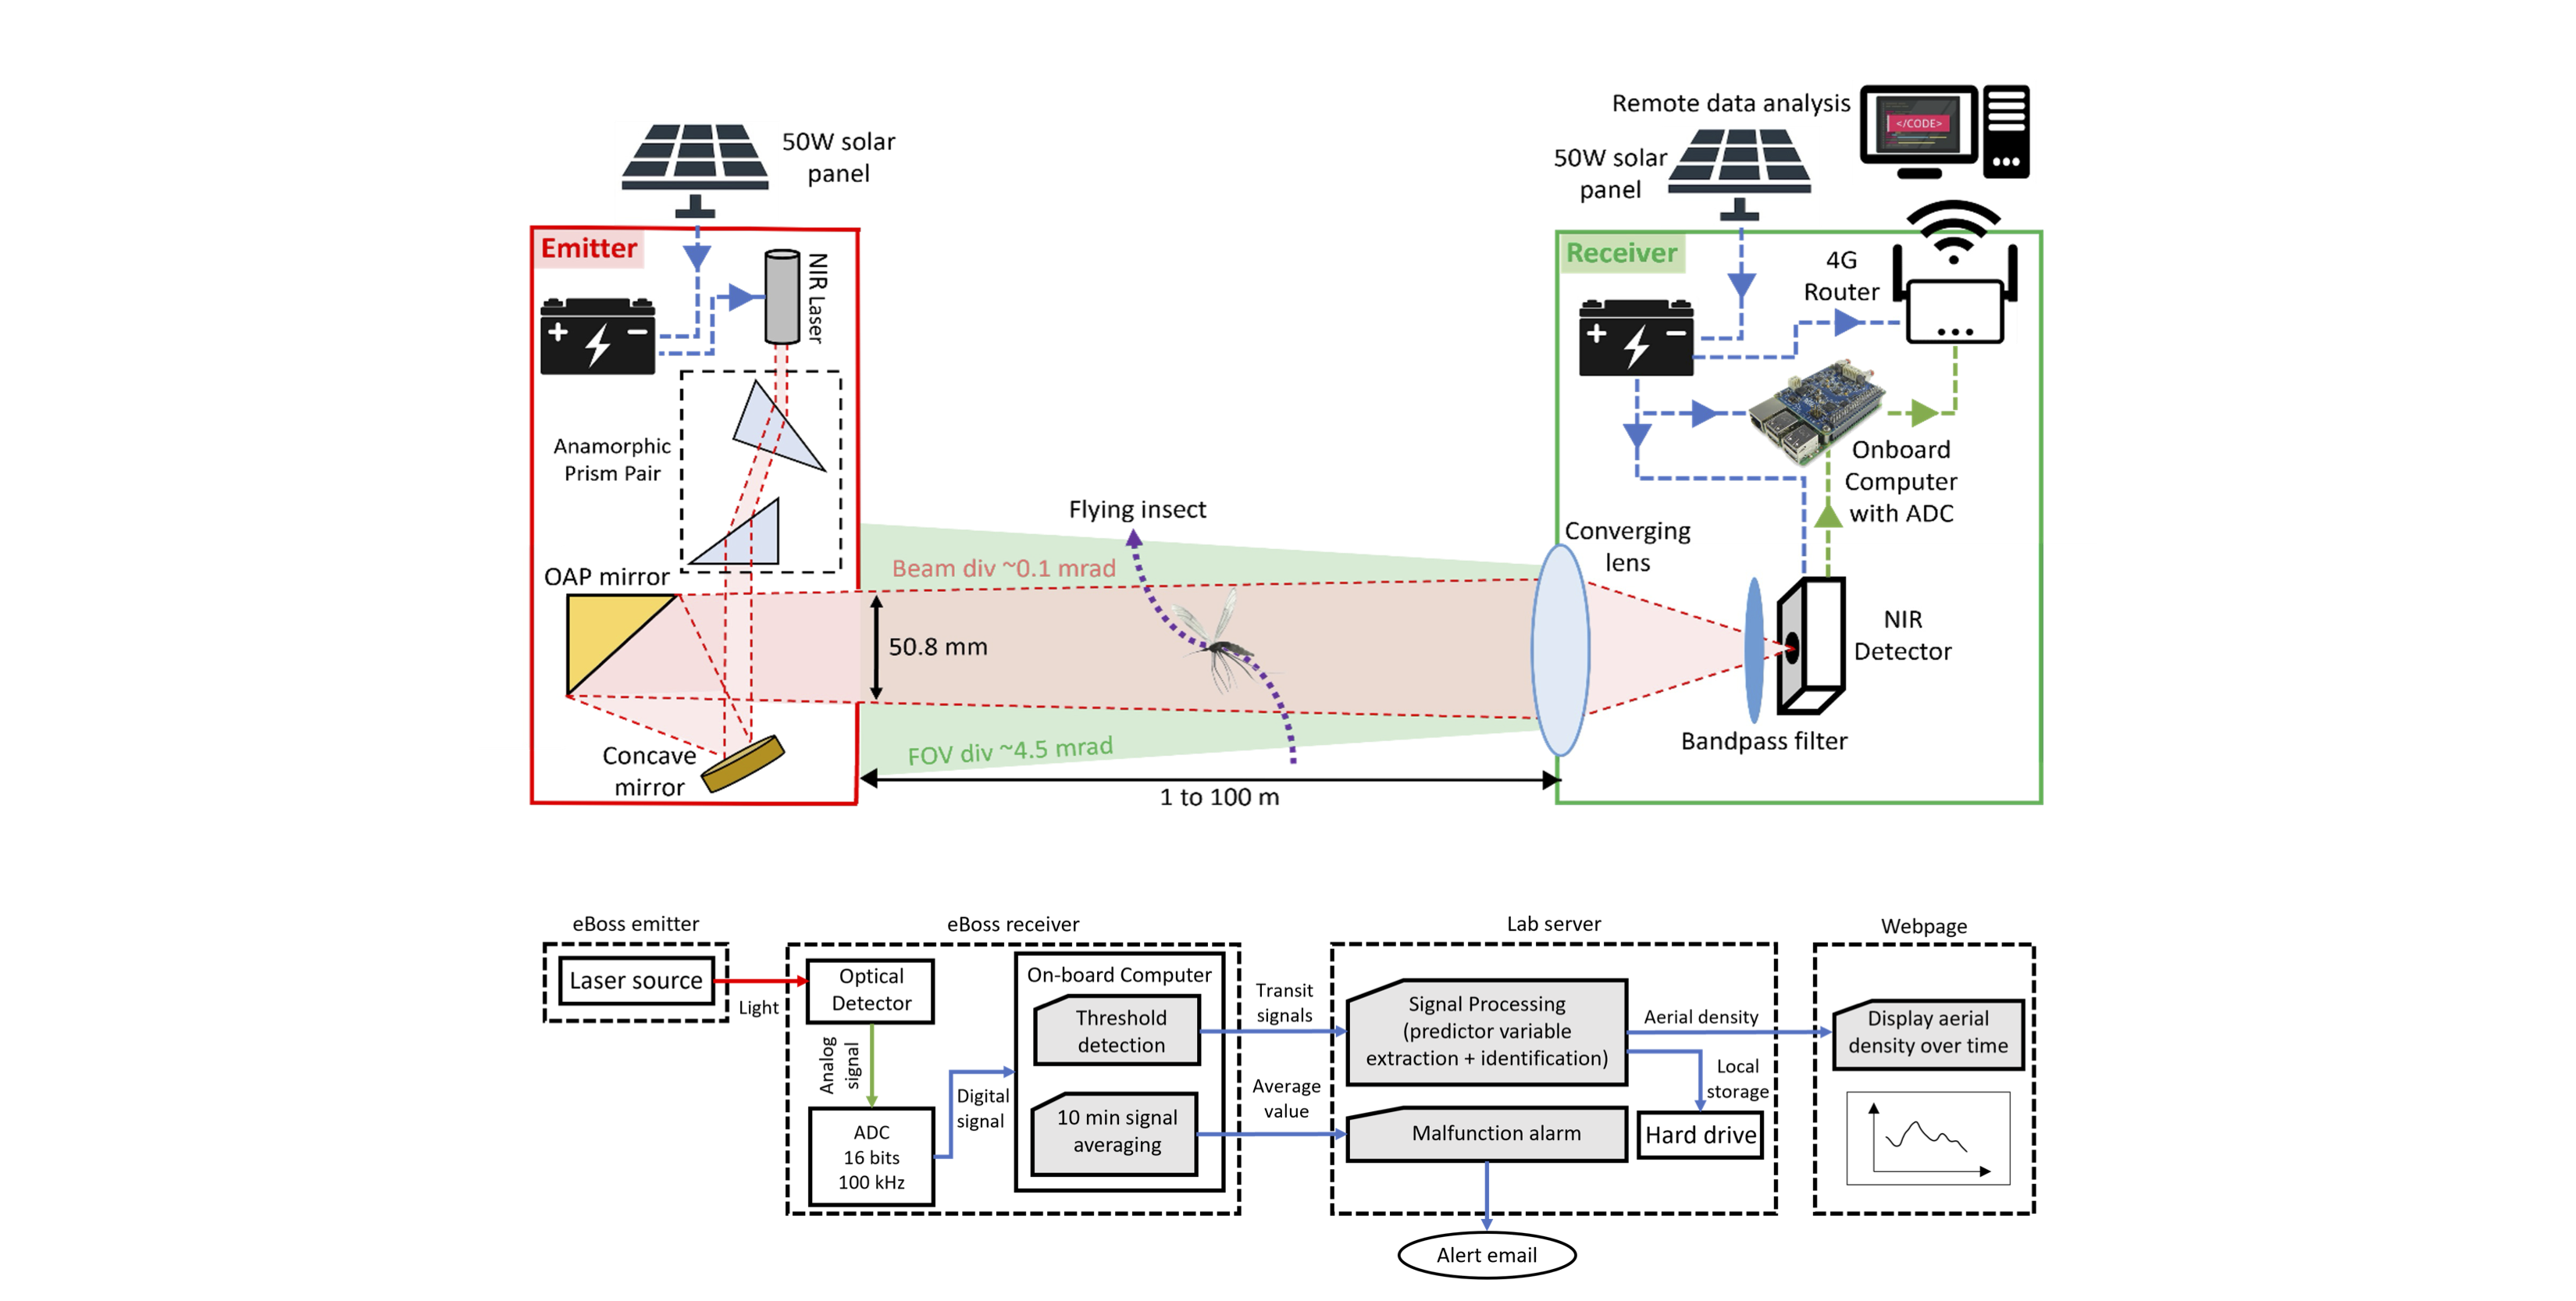 Remote data analysis
</CODE>
50W solar
panel
50W solar
panel
Emitter
NIR Laser
Receiver
4G
Router
Anamorphic
Prism Pair
Onboard
Computer
with ADC
Flying insect
Converging
lens
Beam div ~0.1 mrad
OAP mirror
50.8 mm
NIR
Detector
FOV div ~4.5 mrad
Bandpass filter
Concave
mirror
1 to 100 m
eBoss emitter
eBoss receiver
Lab server
Webpage
Laser source
Light
Optical
Detector
Analog
signal
ADC
16 bits
100 kHz
Digital
signal
On-board Computer
Threshold
detection
10 min signal
averaging
Transit
signals
Average
value
Signal Processing
(predictor variable
extraction + identification)
Malfunction alarm
Aerial density
Local
storage
Hard drive
Display aerial
density over time
Alert email